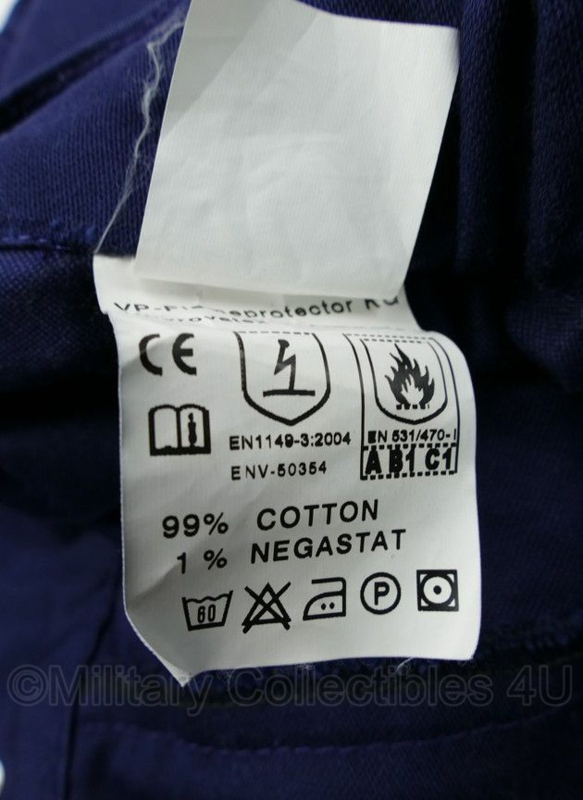 CE
EN1149-3:2004
ENV-50354
EN 531/470-1
A B1 C1
99% COTTON
1 % NEGASTAT
60
P
©Military Collectibles 4U